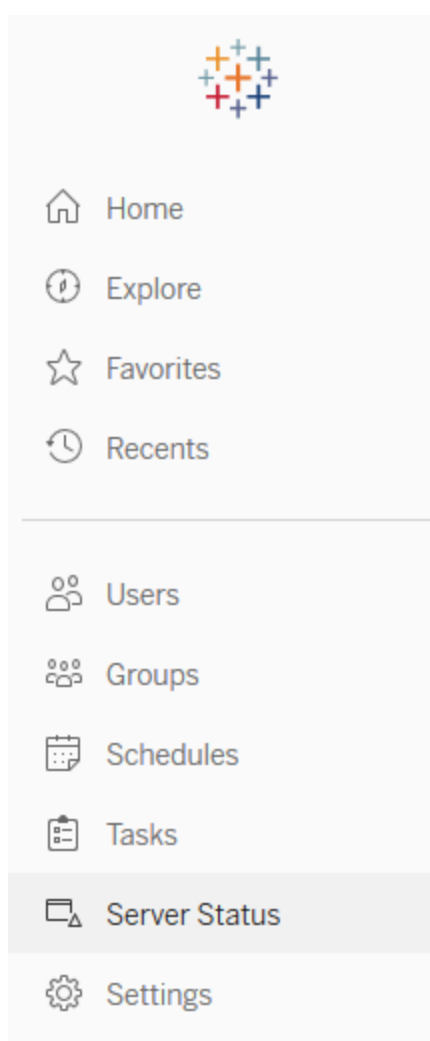 Home
Explore
Favorites
Recents
Users
Groups
Schedules
Tasks
Server Status
Settings